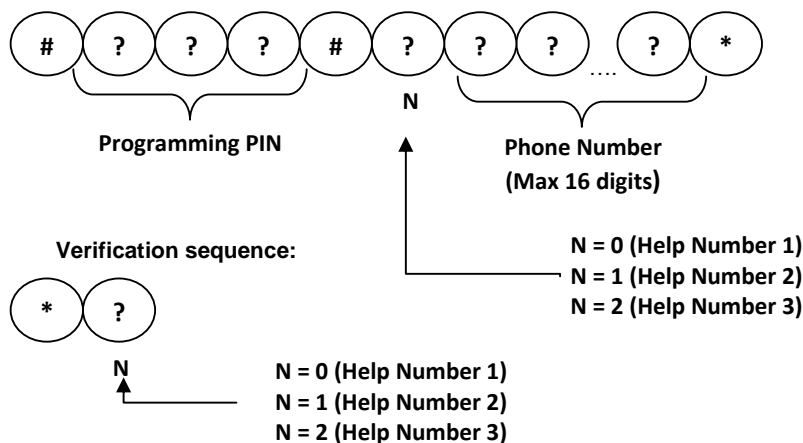 # ? ? ? # ? ? ? .... ? *
N
Programming PIN
Phone Number
(Max 16 digits)
N = 0 (Help Number 1)
N = 1 (Help Number 2)
N = 2 (Help Number 3)
Verification sequence:
* ?
N
N = 0 (Help Number 1)
N = 1 (Help Number 2)
N = 2 (Help Number 3)